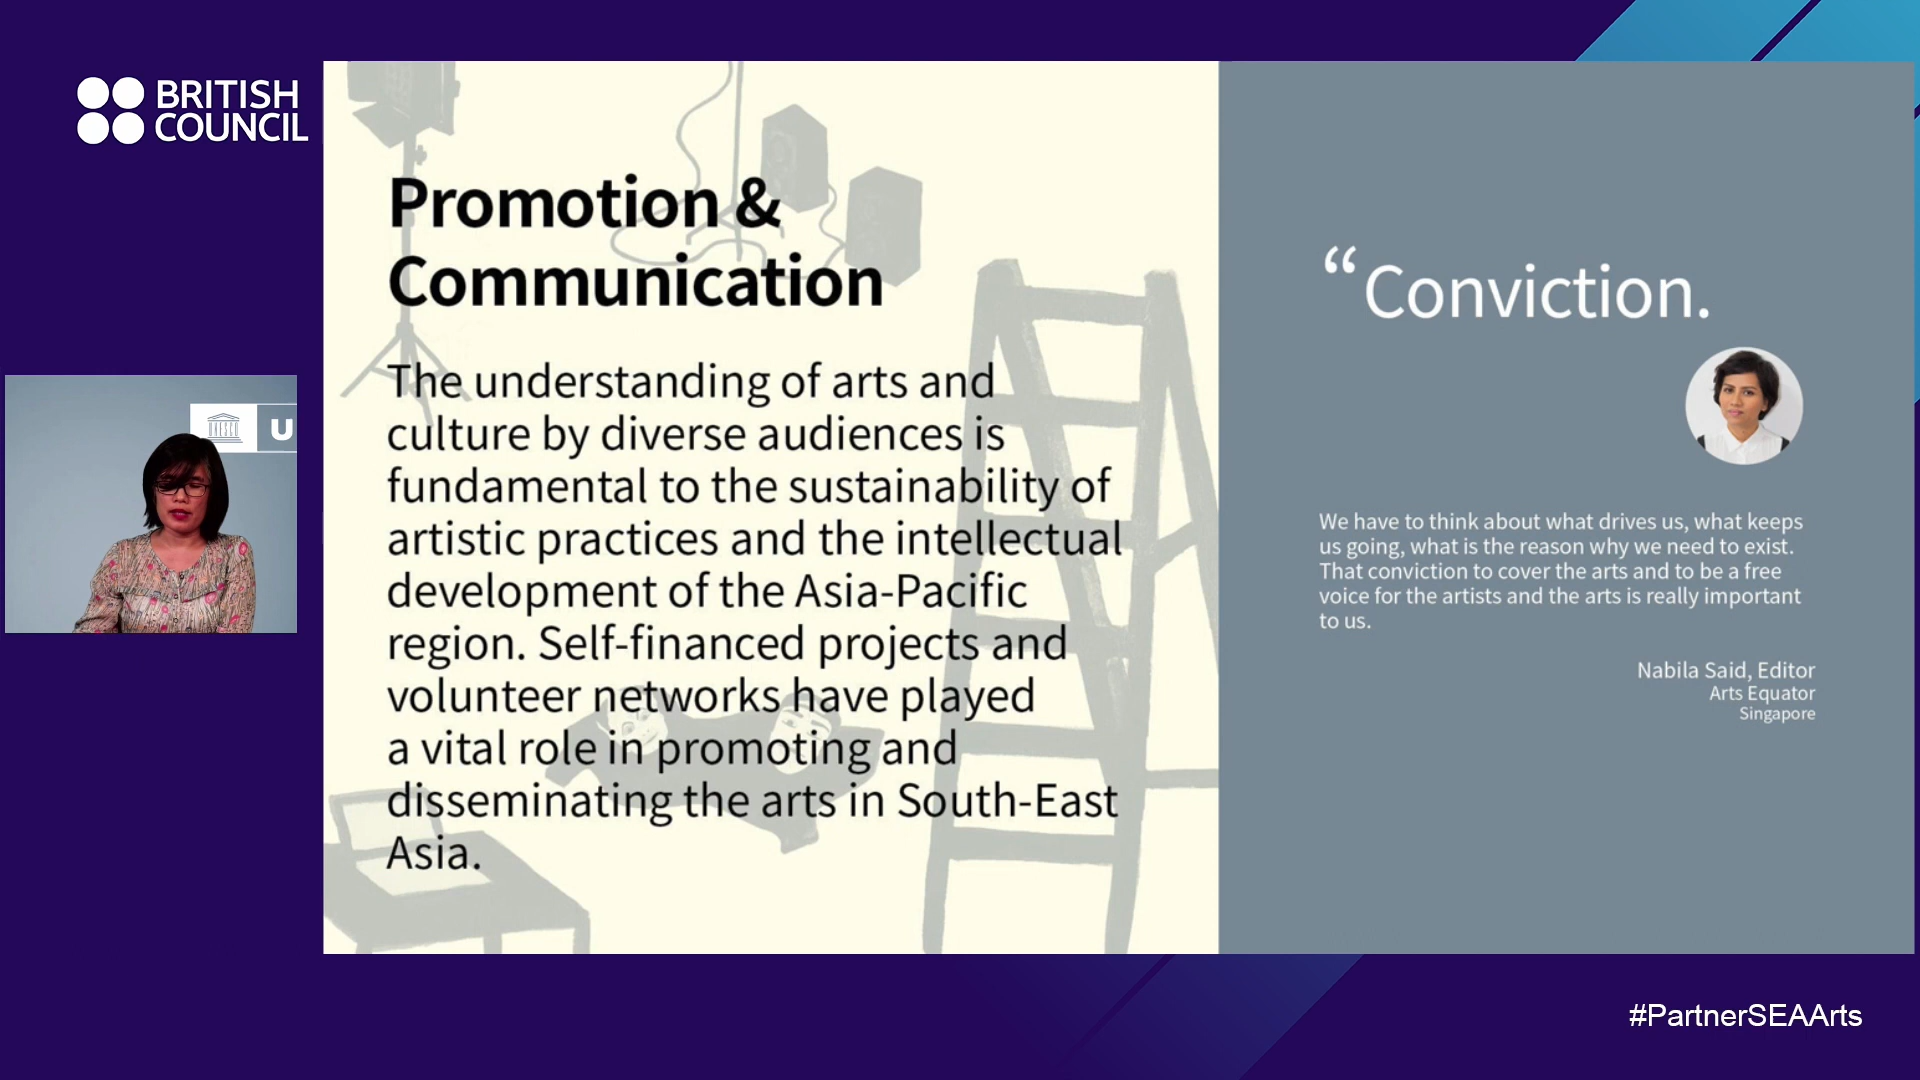 BRITISH
COUNCIL
UNESCO
U
Promotion &
Communication
The understanding of arts and
culture by diverse audiences is
fundamental to the sustainability of
artistic practices and the intellectual
development of the Asia-Pacific
region. Self-financed projects and
volunteer networks have played
a vital role in promoting and
disseminating the arts in South-East
Asia.
“Conviction.
We have to think about what drives us, what keeps
us going, what is the reason why we need to exist.
That conviction to cover the arts and to be a free
voice for the artists and the arts is really important
to us.
Nabila Said, Editor
Arts Equator
Singapore
#PartnerSEAArts